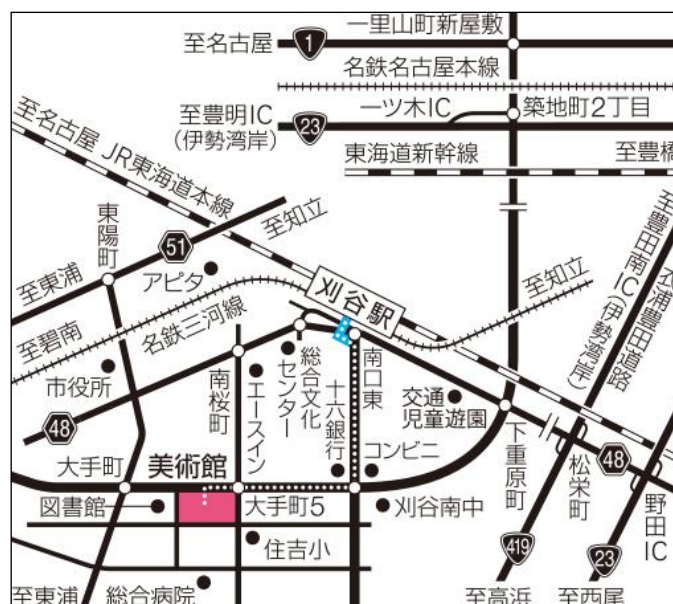 一里山町新屋敷
至名古屋
1
名鉄名古屋本線
至豊明IC
(伊勢湾岸)
23
一ツ木IC
築地町2丁目
東海道新幹線
至豊橋
至名古屋
JR東海道本線
東陽町
51
至知立
至東浦
アピタ
刈谷駅
至知立
至豊田南IC(伊勢湾岸)
衣浦豊田道路
至碧南
名鉄三河線
市役所
48
南桜町
エースイン
総合文化
センター
十六銀行
南口東
交通
児童遊園
コンビニ
下重原町
松栄町
48
野田IC
大手町
美術館
図書館
大手町5
刈谷南中
住吉小
419
23
至東浦
総合病院
至高浜
至西尾